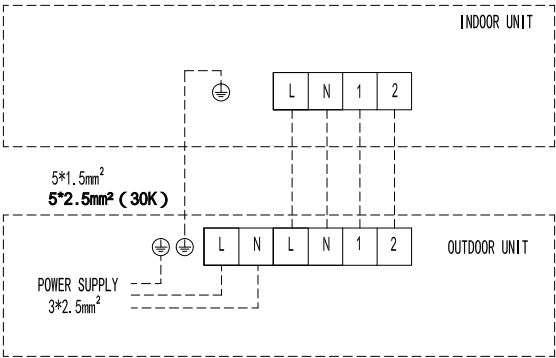 INDOOR UNIT
L N 1 2
5*1.5mm²
5*2.5mm² (30K)
L N L N 1 2
OUTDOOR UNIT
POWER SUPPLY
3*2.5mm²